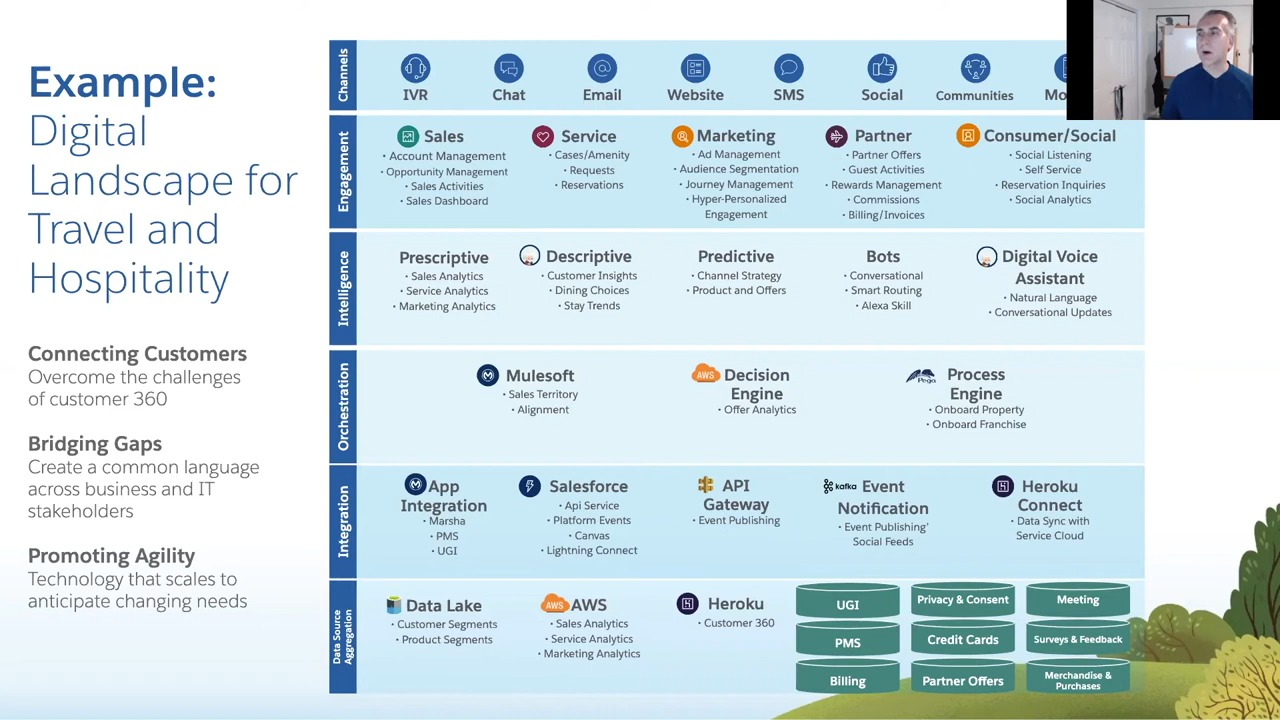 Example:
Digital
Landscape for
Travel and
Hospitality
Connecting Customers
Overcome the challenges
of customer 360
Bridging Gaps
Create a common language
across business and IT
stakeholders
Promoting Agility
Technology that scales to
anticipate changing needs
Channels
IVR
Chat
Email
Website
SMS
Social
Communities
Mo
Engagement
Sales
• Account Management
• Opportunity Management
• Sales Activities
• Sales Dashboard
Service
• Cases/Amenity
• Requests
• Reservations
Marketing
• Ad Management
• Audience Segmentation
• Journey Management
• Hyper-Personalized
Engagement
Partner
• Partner Offers
• Guest Activities
• Rewards Management
• Commissions
• Billing/Invoices
Consumer/Social
• Social Listening
• Self Service
• Reservation Inquiries
• Social Analytics
Intelligence
Prescriptive
• Sales Analytics
• Service Analytics
• Marketing Analytics
Descriptive
• Customer Insights
• Dining Choices
• Stay Trends
Predictive
• Channel Strategy
• Product and Offers
Bots
• Conversational
• Smart Routing
• Alexa Skill
Digital Voice
Assistant
• Natural Language
• Conversational Updates
Orchestration
Mulesoft
• Sales Territory
• Alignment
AWS
Decision
Engine
• Offer Analytics
Pega
Process
Engine
• Onboard Property
• Onboard Franchise
Integration
App
Integration
• Marsha
• PMS
• UGI
Salesforce
• Api Service
• Platform Events
• Canvas
• Lightning Connect
API
Gateway
• Event Publishing
kafka
Event
Notification
• Event Publishing'
Social Feeds
Heroku
Connect
• Data Sync with
Service Cloud
Data Source
Aggregation
Data Lake
• Customer Segments
• Product Segments
AWS
AWS
• Sales Analytics
• Service Analytics
• Marketing Analytics
Heroku
• Customer 360
UGI
Privacy & Consent
Meeting
PMS
Credit Cards
Surveys & Feedback
Billing
Partner Offers
Merchandise &
Purchases